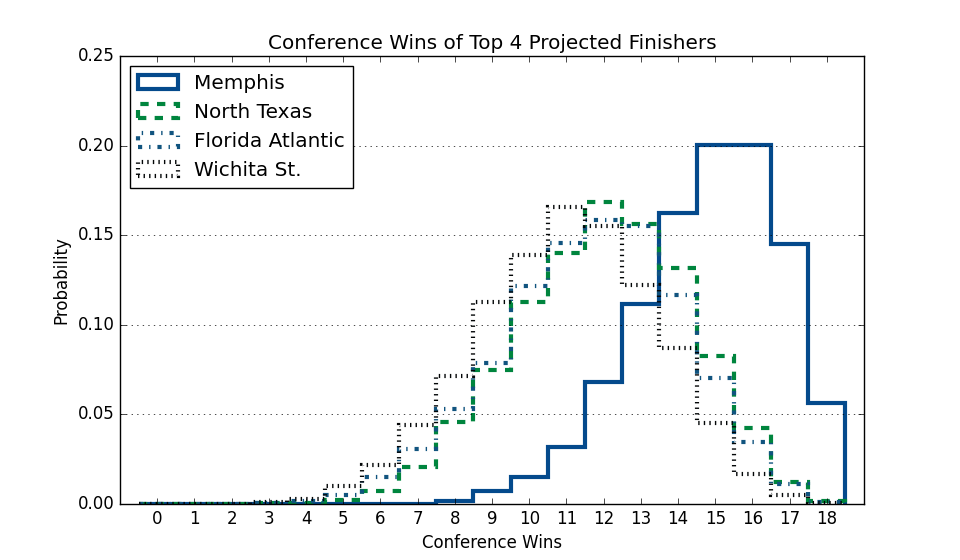 Conference Wins of Top 4 Projected Finishers
0.25
0.20
0.15
0.10
0.05
0.00
Probability
Memphis
North Texas
Florida Atlantic
Wichita St.
0 1 2 3 4 5 6 7 8 9 10 11 12 13 14 15 16 17 18
Conference Wins